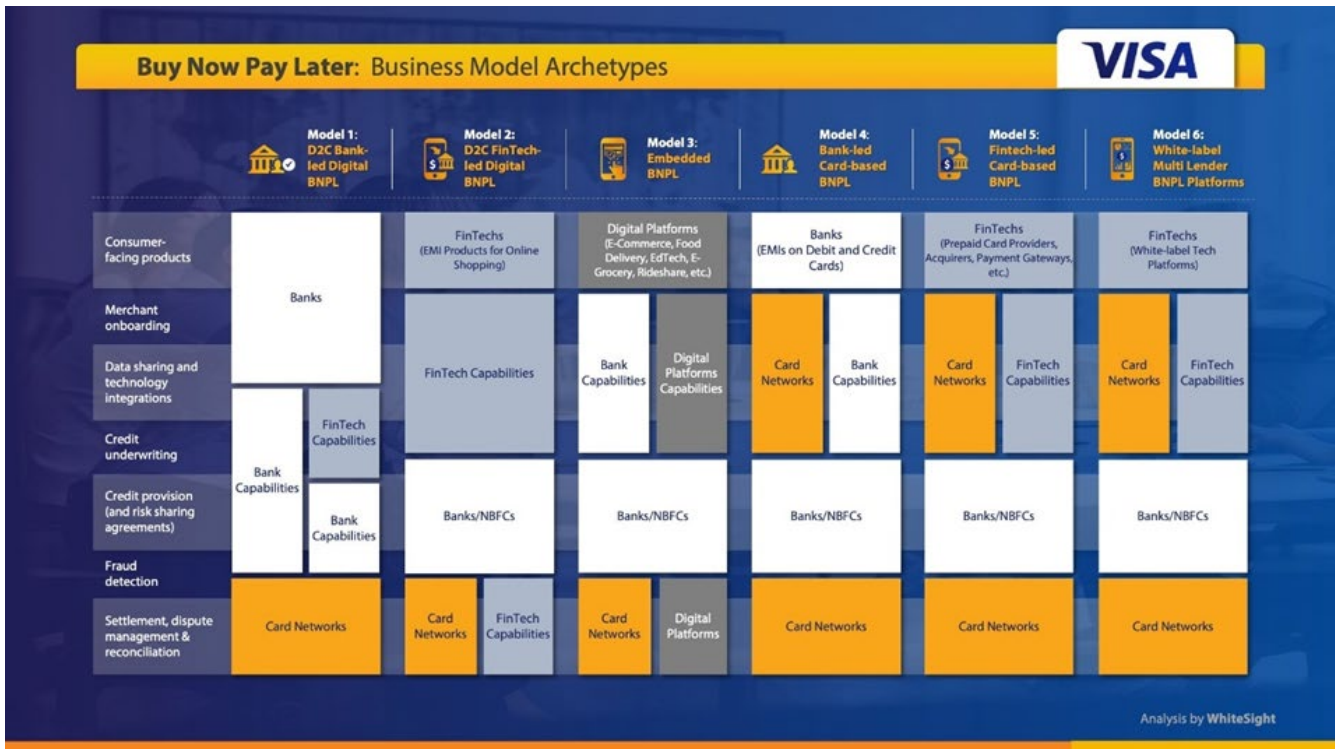 Buy Now Pay Later: Business Model Archetypes
VISA
Model 1:
D2C Bank-
led Digital
BNPL
Model 2:
D2C FinTech-
led Digital
BNPL
Model 3:
Embedded
BNPL
Model 4:
Bank-led
Card-based
BNPL
Model 5:
Fintech-led
Card-based
BNPL
Model 6:
White-label
Multi Lender
BNPL Platforms
Consumer-
facing products
Merchant
onboarding
Data sharing and
technology
integrations
Credit
underwriting
Credit provision
(and risk sharing
agreements)
Fraud
detection
Settlement, dispute
management &
reconciliation
Banks
Bank
Capabilities
FinTech
Capabilities
Bank
Capabilities
Card Networks
FinTechs
(EMI Products for Online
Shopping)
FinTech Capabilities
Banks/NBFCs
Card
Networks
FinTech
Capabilities
Digital Platforms
(E-Commerce, Food
Delivery, EdTech, E-
Grocery, Rideshare, etc.)
Bank
Capabilities
Digital
Platforms
Capabilities
Banks/NBFCs
Card
Networks
Digital
Platforms
Banks
(EMIs on Debit and Credit
Cards)
Card
Networks
Bank
Capabilities
Banks/NBFCs
Card Networks
FinTechs
(Prepaid Card Providers,
Acquirers, Payment Gateways,
etc.)
Card
Networks
FinTech
Capabilities
Banks/NBFCs
Card Networks
FinTechs
(White-label Tech
Platforms)
Card
Networks
FinTech
Capabilities
Banks/NBFCs
Card Networks
Analysis by WhiteSight